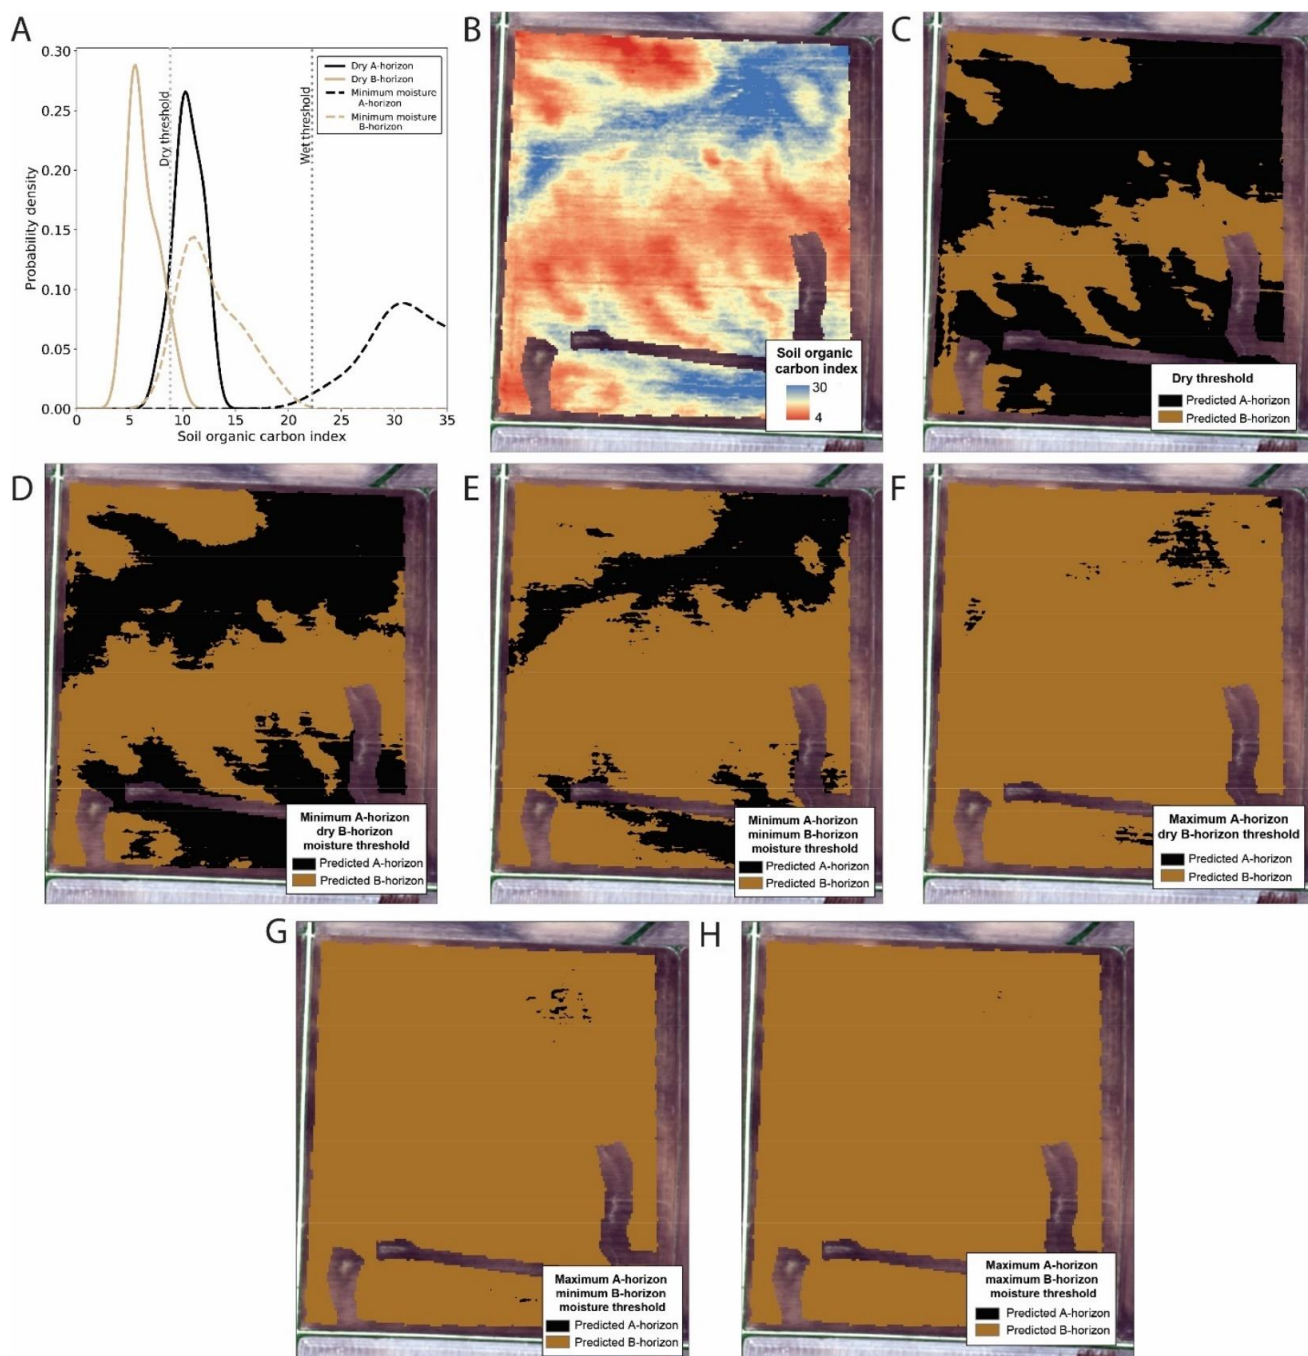 A
0.30
0.25
0.20
0.15
0.10
0.05
0.00
Probability density
0 5 10 15 20 25 30 35
Soil organic carbon index
Dry threshold
Wet threshold
Dry A-horizon
Dry B-horizon
Minimum moisture
A-horizon
Minimum moisture
B-horizon
B
Soil organic
carbon index
30
4
C
Dry threshold
Predicted A-horizon
Predicted B-horizon
D
Minimum A-horizon
dry B-horizon
moisture threshold
Predicted A-horizon
Predicted B-horizon
E
Minimum A-horizon
minimum B-horizon
moisture threshold
Predicted A-horizon
Predicted B-horizon
F
Maximum A-horizon
dry B-horizon threshold
Predicted A-horizon
Predicted B-horizon
G
Maximum A-horizon
minimum B-horizon
moisture threshold
Predicted A-horizon
Predicted B-horizon
H
Maximum A-horizon
maximum B-horizon
moisture threshold
Predicted A-horizon
Predicted B-horizon